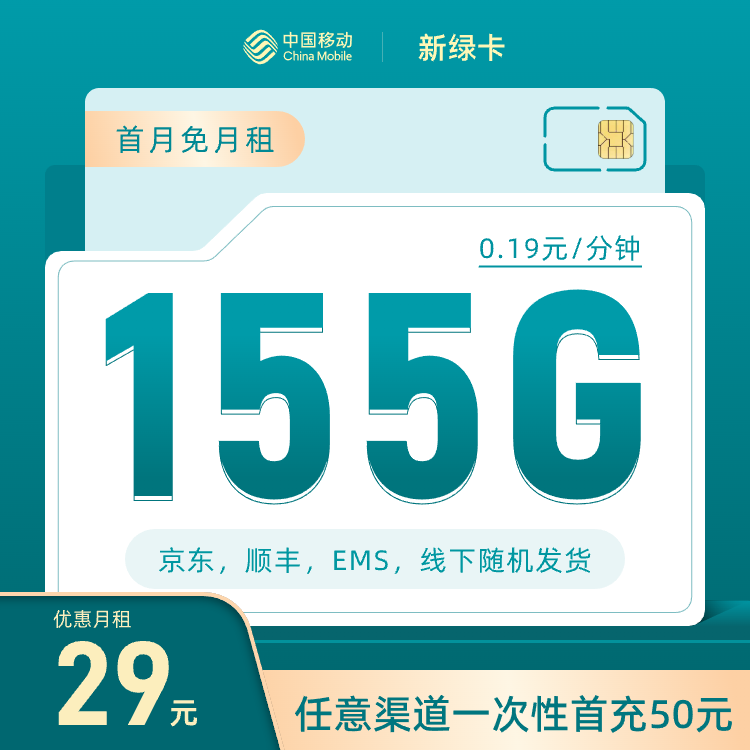 中国移动
China Mobile
新绿卡
首月免月租
0.19元/分钟
155G
京东，顺丰，EMS，线下随机发货
优惠月租
29元
任意渠道一次性首充50元